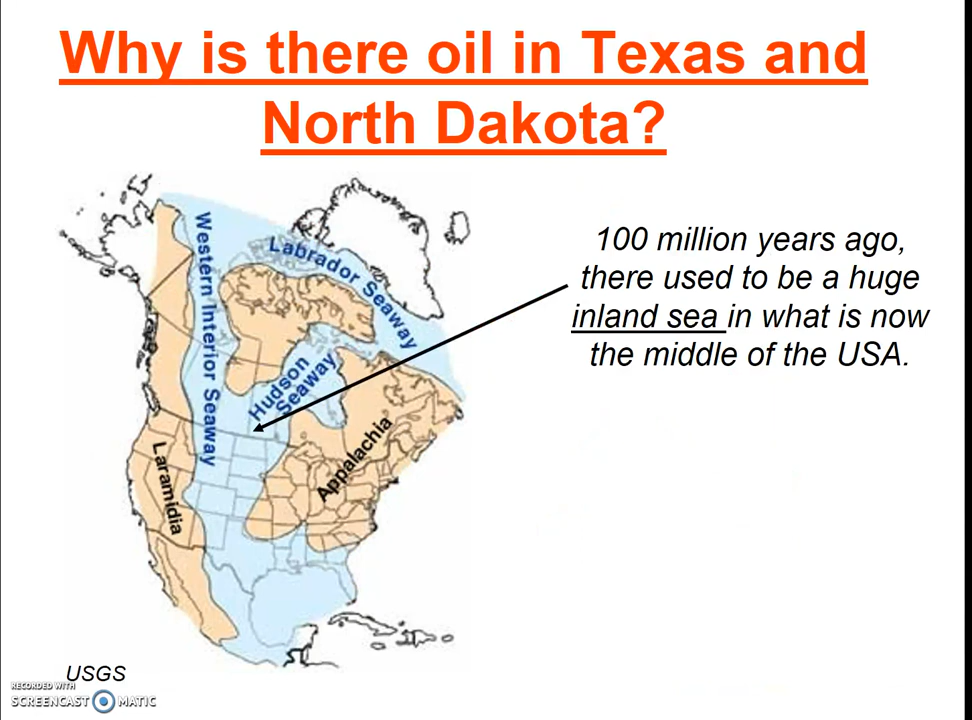 Why is there oil in Texas and
North Dakota?
100 million years ago,
there used to be a huge
inland sea in what is now
the middle of the USA.
Western Interior Seaway
Labrador Seaway
Hudson
Seaway
Appalachia
Laramidia
USGS
RECORDED WITH
SCREENCAST MATIC